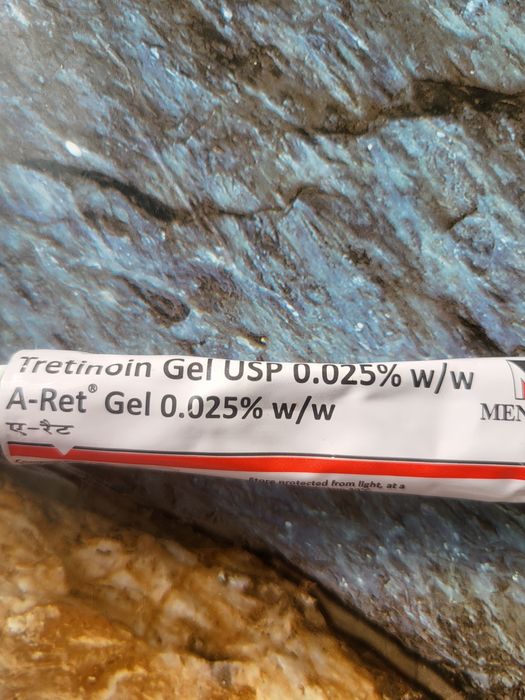 Tretinoin Gel USP 0.025% w/w
A-Ret® Gel 0.025% w/w
ए-रैट
MEN
Store protected from light, at a